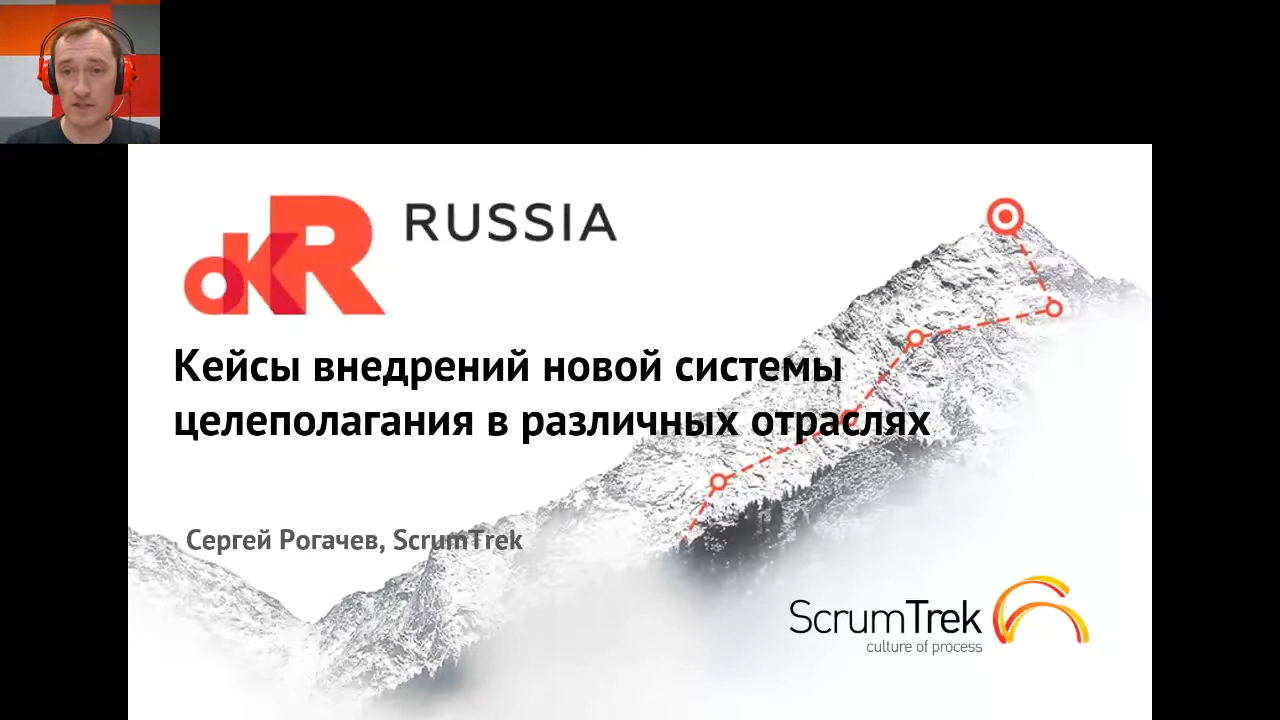 OKR RUSSIA
Кейсы внедрений новой системы
целеполагания в различных отраслях
Сергей Рогачев, ScrumTrek
ScrumTrek
culture of process